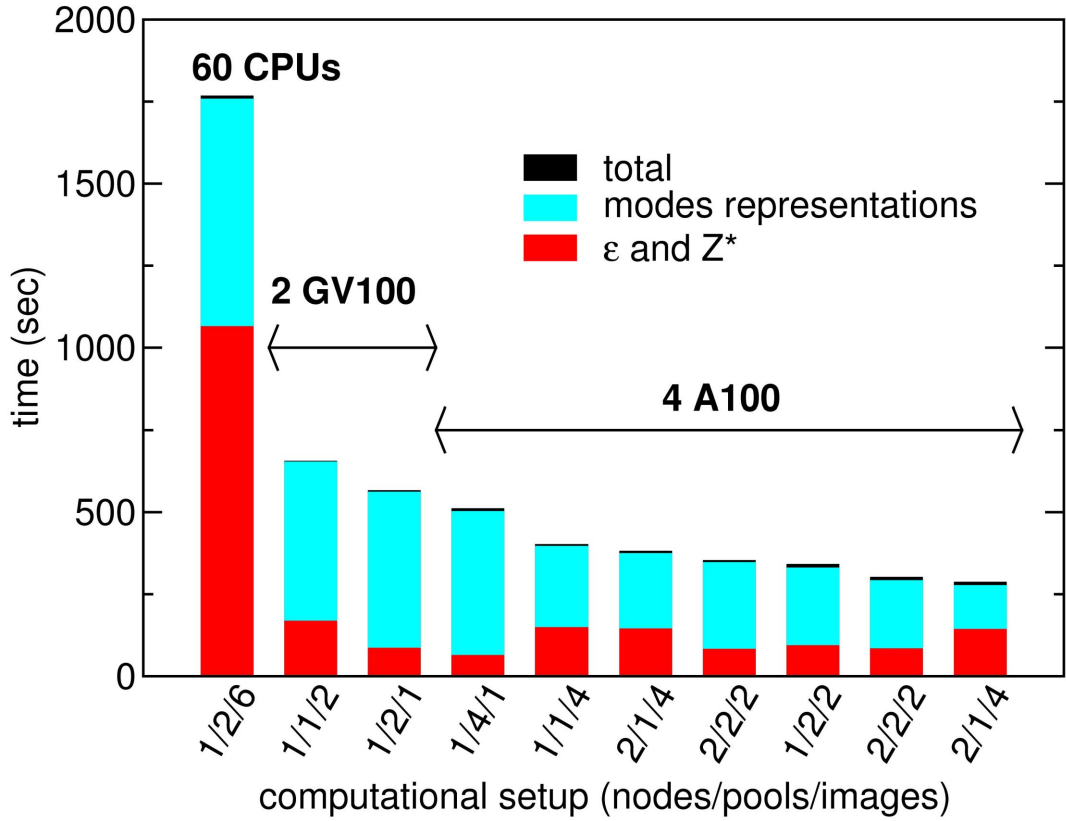 2000
60 CPUs
total
1500
modes representations
ε and Z*
2 GV100
time (sec)
1000
4 A100
500
0
1/2/6
1/1/2
1/2/1
1/4/1
1/1/4
2/1/4
2/2/2
1/2/2
2/2/2
2/1/4
computational setup (nodes/pools/images)